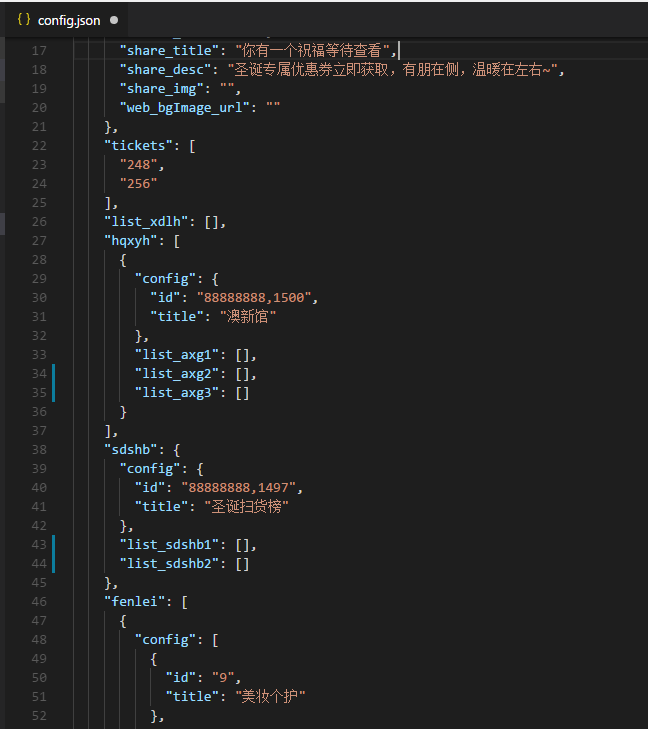 { } config.json
17 "share_title": "你有一个祝福等待查看",
18 "share_desc": "圣诞专属优惠券立即获取，有朋在侧，温暖在左右~",
19 "share_img": "",
20 "web_bgImage_url": ""
21 },
22 "tickets": [
23 "248",
24 "256"
25 ],
26 "list_xdlh": [],
27 "hqxyh": [
28 {
29 "config": {
30 "id": "88888888,1500",
31 "title": "澳新馆"
32 },
33 "list_axg1": [],
34 "list_axg2": [],
35 "list_axg3": []
36 }
37 ],
38 "sdshb": {
39 "config": {
40 "id": "88888888,1497",
41 "title": "圣诞扫货榜"
42 },
43 "list_sdshb1": [],
44 "list_sdshb2": []
45 },
46 "fenlei": [
47 {
48 "config": [
49 {
50 "id": "9",
51 "title": "美妆个护"
52 },